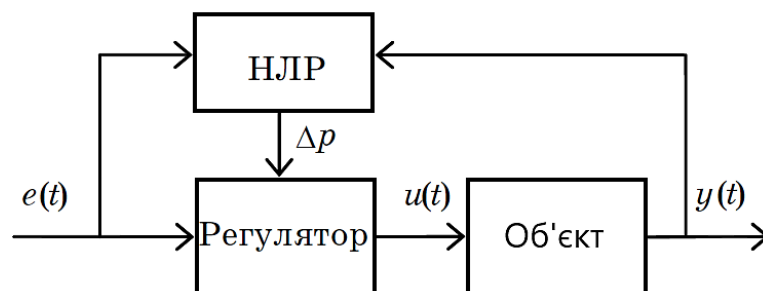 НЛР
Δp
e(t)
u(t)
y(t)
Регулятор
Об'єкт